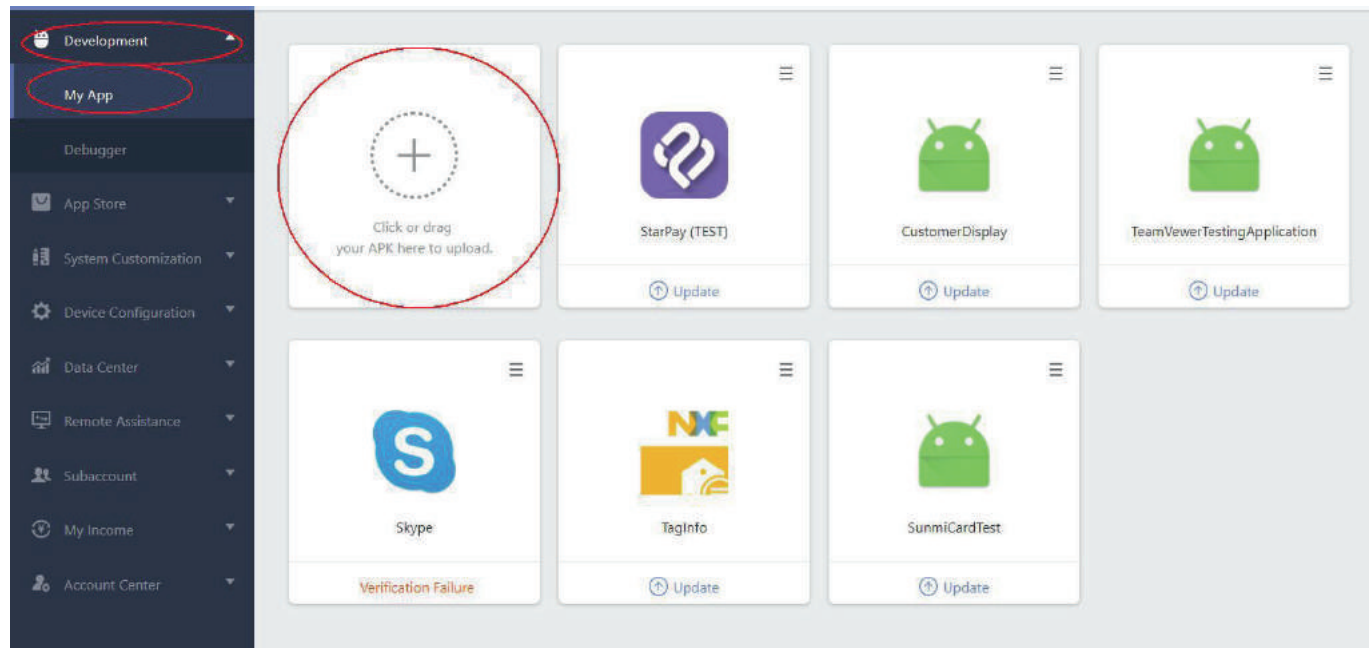 Development
My App
Debugger
App Store
System Customization
Device Configuration
Data Center
Remote Assistance
Subaccount
My Income
Account Center
Click or drag
your APK here to upload.
StarPay (TEST)
Update
CustomerDisplay
Update
TeamVewerTestingApplication
Update
S
Skype
Verification Failure
NXP
TagInfo
Update
SunmiCardTest
Update